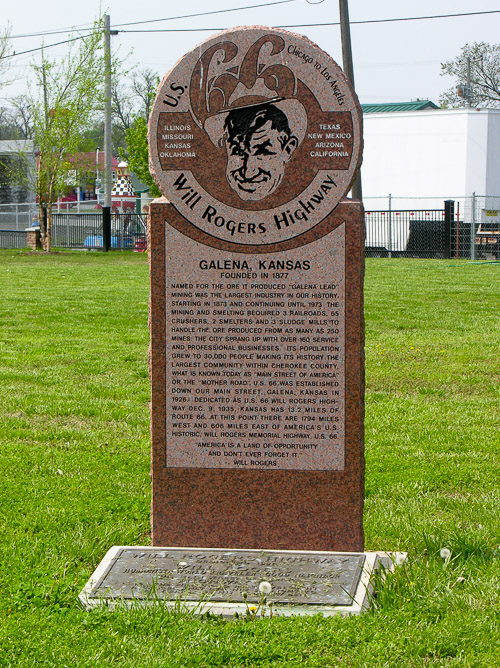 U.S. 66
Chicago to Los Angeles
ILLINOIS
MISSOURI
KANSAS
OKLAHOMA
TEXAS
NEW MEXICO
ARIZONA
CALIFORNIA
Will Rogers Highway
GALENA, KANSAS
FOUNDED IN 1877
NAMED FOR THE ORE IT PRODUCED "GALENA LEAD"
MINING WAS THE LARGEST INDUSTRY IN OUR HISTORY.
STARTING IN 1873 AND CONTINUING UNTIL 1973 THE
MINING AND SMELTING REQUIRED 3 RAILROADS, 65
CRUSHERS, 2 SMELTERS AND 3 SLUDGE MILLS TO
HANDLE THE ORE PRODUCED FROM AS MANY AS 250
MINES. THE CITY SPRANG UP WITH OVER 160 SERVICE
AND PROFESSIONAL BUSINESSES. ITS POPULATION
GREW TO 30,000 PEOPLE MAKING ITS HISTORY THE
LARGEST COMMUNITY WITHIN CHEROKEE COUNTY.
WHAT IS KNOWN TODAY AS "MAIN STREET OF AMERICA"
OR THE "MOTHER ROAD", U.S. 66 WAS ESTABLISHED
DOWN OUR MAIN STREET, GALENA, KANSAS IN
1926. DEDICATED AS U.S. 66 WILL ROGERS HIGH-
WAY DEC. 9, 1935, KANSAS HAS 13.2 MILES OF
ROUTE 66. AT THIS POINT THERE ARE 1794 MILES
WEST AND 606 MILES EAST OF AMERICA'S U.S.
HISTORIC, WILL ROGERS MEMORIAL HIGHWAY, U.S. 66.
"AMERICA IS A LAND OF OPPORTUNITY
AND DON'T EVER FORGET IT."
WILL ROGERS
WILL ROGERS HIGHWAY